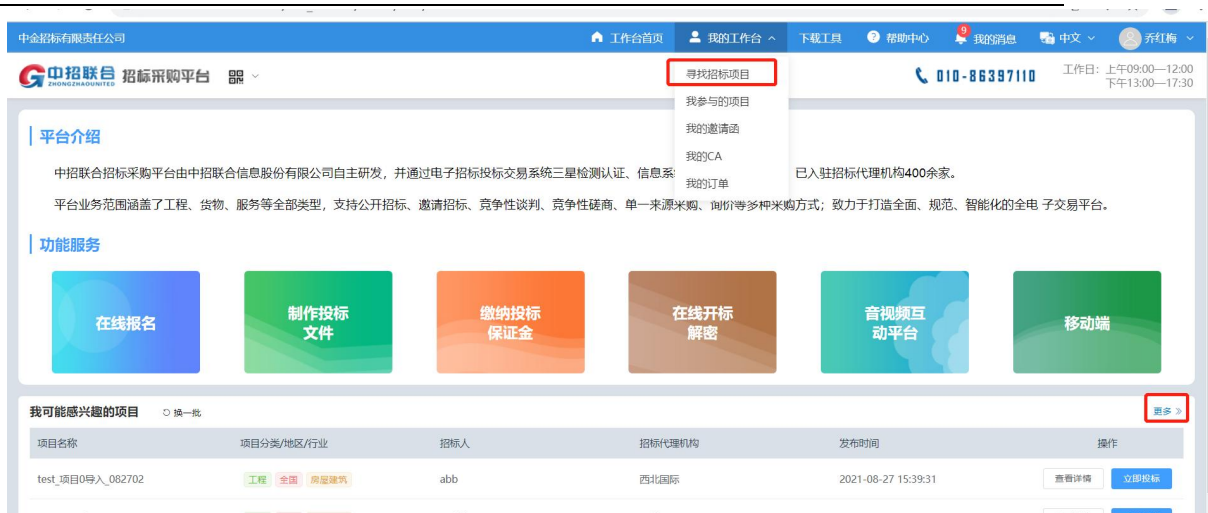 中金招标有限责任公司
工作台首页 我的工作台 下载工具 帮助中心 9 我的消息 中文 乔红梅
中招联合 招标采购平台
ZHONGZHAOUNITED
寻找招标项目
我参与的项目
我的邀请函
我的CA
我的订单
010-86397110
工作日: 上午09:00—12:00
下午13:00—17:30
平台介绍
中招联合招标采购平台由中招联合信息股份有限公司自主研发, 并通过电子招标投标交易系统三星检测认证、信息系 已入驻招标代理机构400余家。
平台业务范围涵盖了工程、货物、服务等全部类型, 支持公开招标、邀请招标、竞争性谈判、竞争性磋商、单一来源采购、询价等多种采购方式; 致力于打造全面、规范、智能化的全电 子交易平台。
功能服务
在线报名
制作投标
文件
缴纳投标
保证金
在线开标
解密
音视频互
动平台
移动端
我可能感兴趣的项目 换一批 更多 》
项目名称 项目分类/地区/行业 招标人 招标代理机构 发布时间 操作
test_项目0导入_082702 工程 全国 房屋建筑 abb 西北国际 2021-08-27 15:39:31 查看详情 立即投标